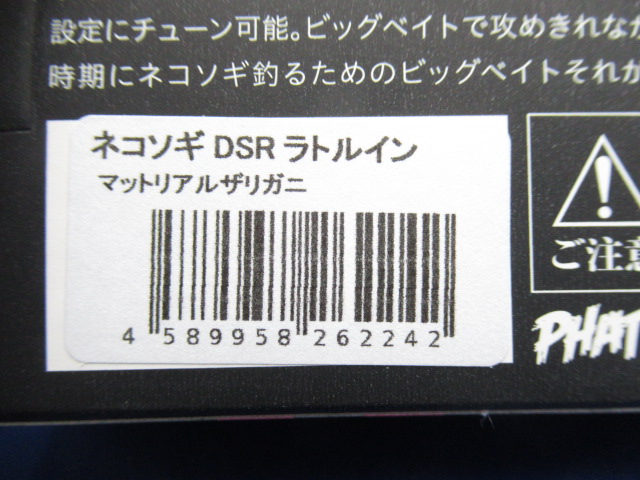 設定にチューン可能。ビッグベイトで攻めきれなか
時期にネコソギ釣るためのビッグベイトそれか
ネコソギ DSR ラトルイン
マットリアルザリガニ
4 589958 262242
ご注意
PHAT